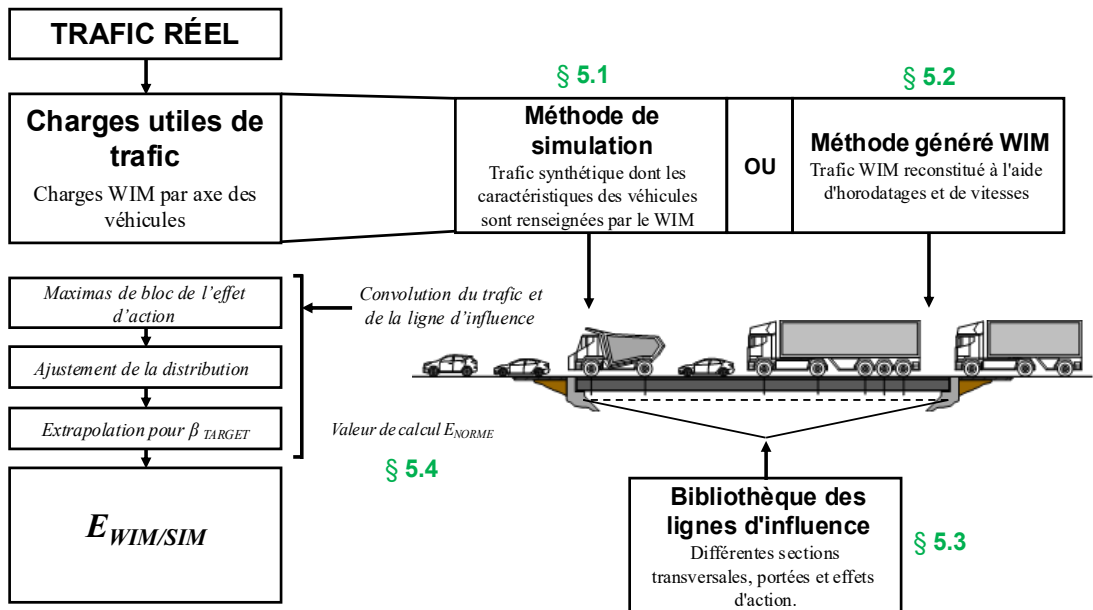 TRAFIC RÉEL
§ 5.1
§ 5.2
Charges utiles de
trafic
Charges WIM par axe des
véhicules
Méthode de
simulation
Trafic synthétique dont les
caractéristiques des véhicules
sont renseignées par le WIM
OU
Méthode généré WIM
Trafic WIM reconstitué à l'aide
d'horodatages et de vitesses
Maximas de bloc de l’effet
d’action
Ajustement de la distribution
Extrapolation pour β TARGET
Convolution du trafic et
de la ligne d’influence
Valeur de calcul ENORME
§ 5.4
EWIM/SIM
Bibliothèque des
lignes d'influence
Différentes sections
transversales, portées et effets
d'action.
§ 5.3